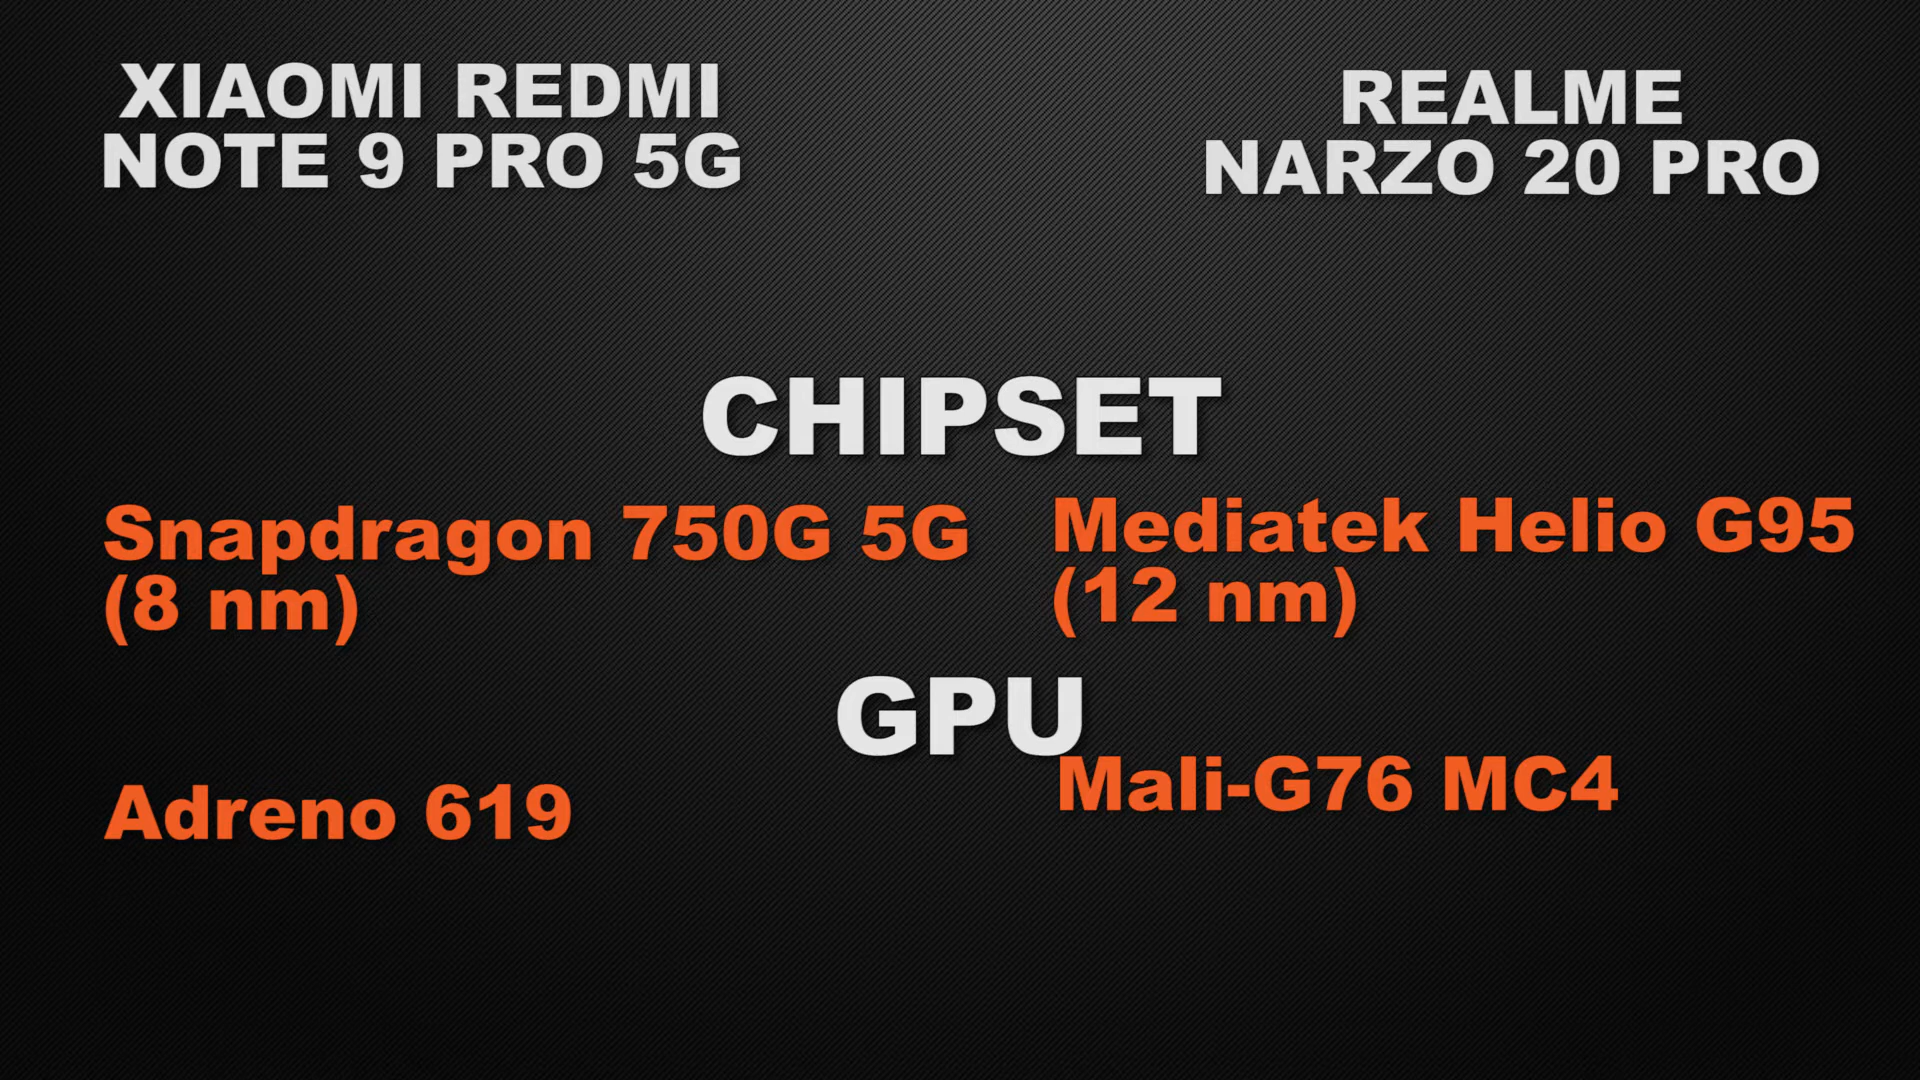 XIAOMI REDMI
NOTE 9 PRO 5G
REALME
NARZO 20 PRO
CHIPSET
Snapdragon 750G 5G
(8 nm)
Mediatek Helio G95
(12 nm)
GPU
Adreno 619
Mali-G76 MC4